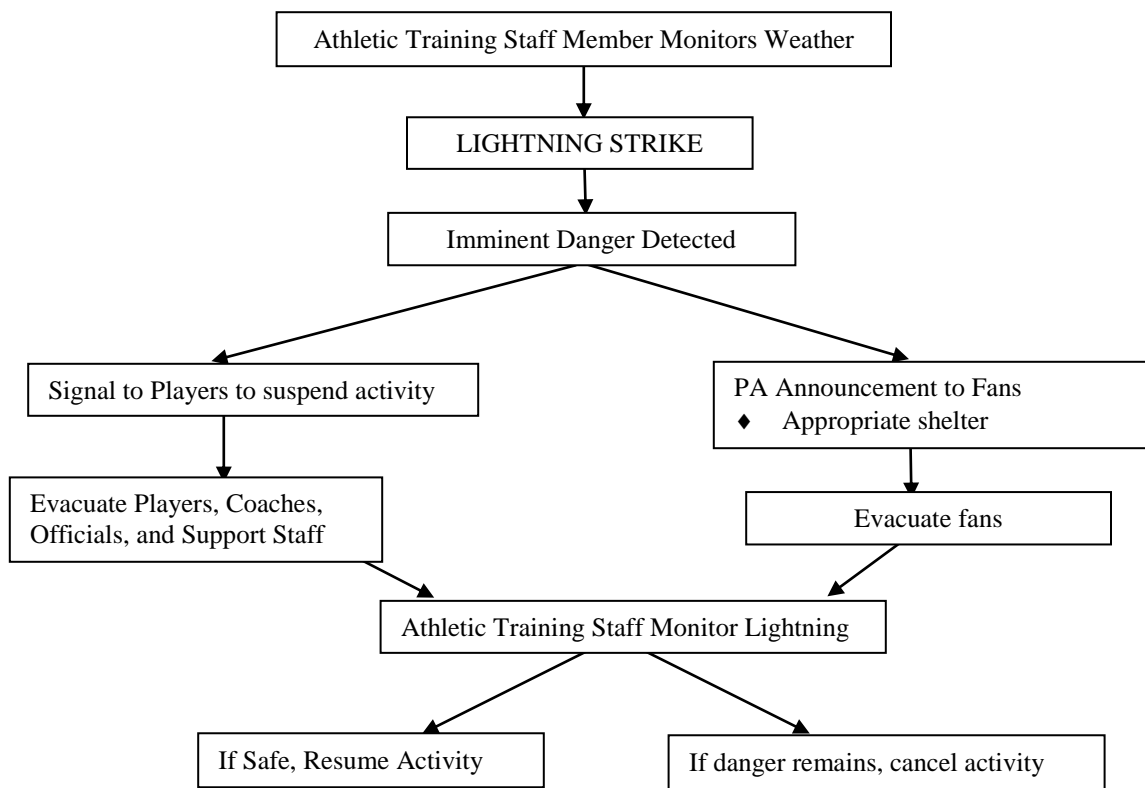 Athletic Training Staff Member Monitors Weather
LIGHTNING STRIKE
Imminent Danger Detected
Signal to Players to suspend activity
PA Announcement to Fans
♦ Appropriate shelter
Evacuate Players, Coaches,
Officials, and Support Staff
Evacuate fans
Athletic Training Staff Monitor Lightning
If Safe, Resume Activity
If danger remains, cancel activity